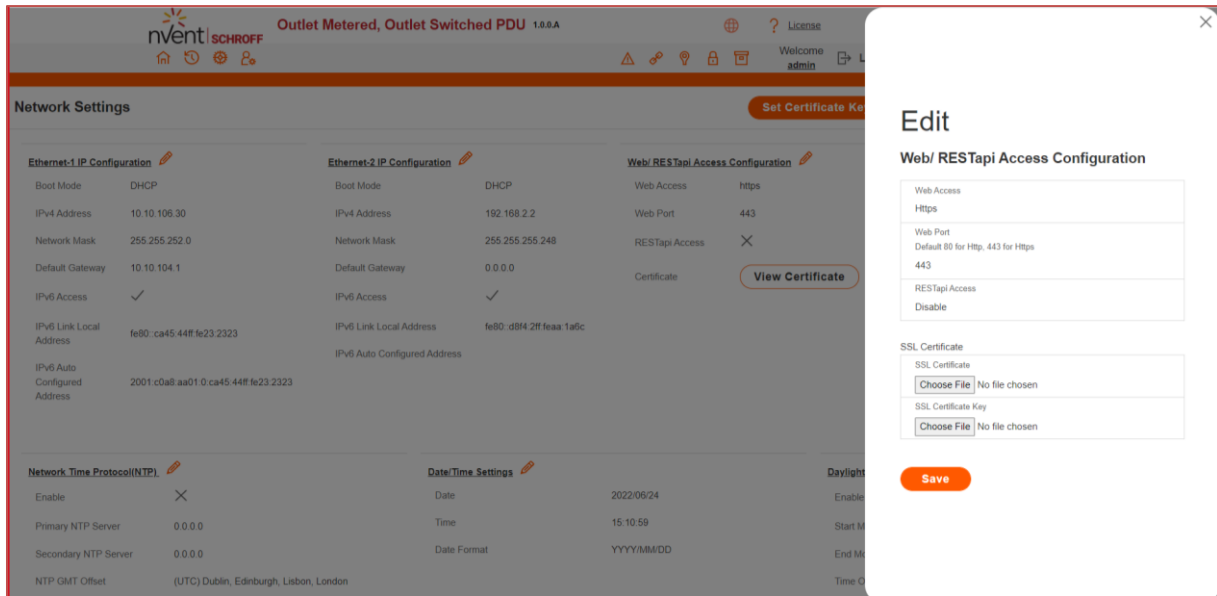 nVent SCHROFF
Outlet Metered, Outlet Switched PDU 1.0.0.A
? License
Welcome
admin
L
Network Settings
Set Certificate Ke
Ethernet-1 IP Configuration
Boot Mode DHCP
IPv4 Address 10.10.106.30
Network Mask 255.255.252.0
Default Gateway 10.10.104.1
IPv6 Access
IPv6 Link Local
Address
fe80::ca45:44ff:fe23:2323
IPv6 Auto
Configured
Address
2001:c0a8:aa01:0:ca45:44ff:fe23:2323
Ethernet-2 IP Configuration
Boot Mode DHCP
IPv4 Address 192.168.2.2
Network Mask 255.255.255.248
Default Gateway 0.0.0.0
IPv6 Access
IPv6 Link Local Address fe80::d8f4:2ff:feaa:1a6c
IPv6 Auto Configured Address
Web/ RESTapi Access Configuration
Web Access https
Web Port 443
RESTapi Access
Certificate View Certificate
Network Time Protocol(NTP)
Enable
Primary NTP Server 0.0.0.0
Secondary NTP Server 0.0.0.0
NTP GMT Offset (UTC) Dublin, Edinburgh, Lisbon, London
Date/Time Settings
Date 2022/06/24
Time 15:10:59
Date Format YYYY/MM/DD
Daylight
Enable
Start M
End Mo
Time O
Edit
Web/ RESTapi Access Configuration
Web Access
Https
Web Port
Default 80 for Http, 443 for Https
443
RESTapi Access
Disable
SSL Certificate
SSL Certificate
Choose File No file chosen
SSL Certificate Key
Choose File No file chosen
Save